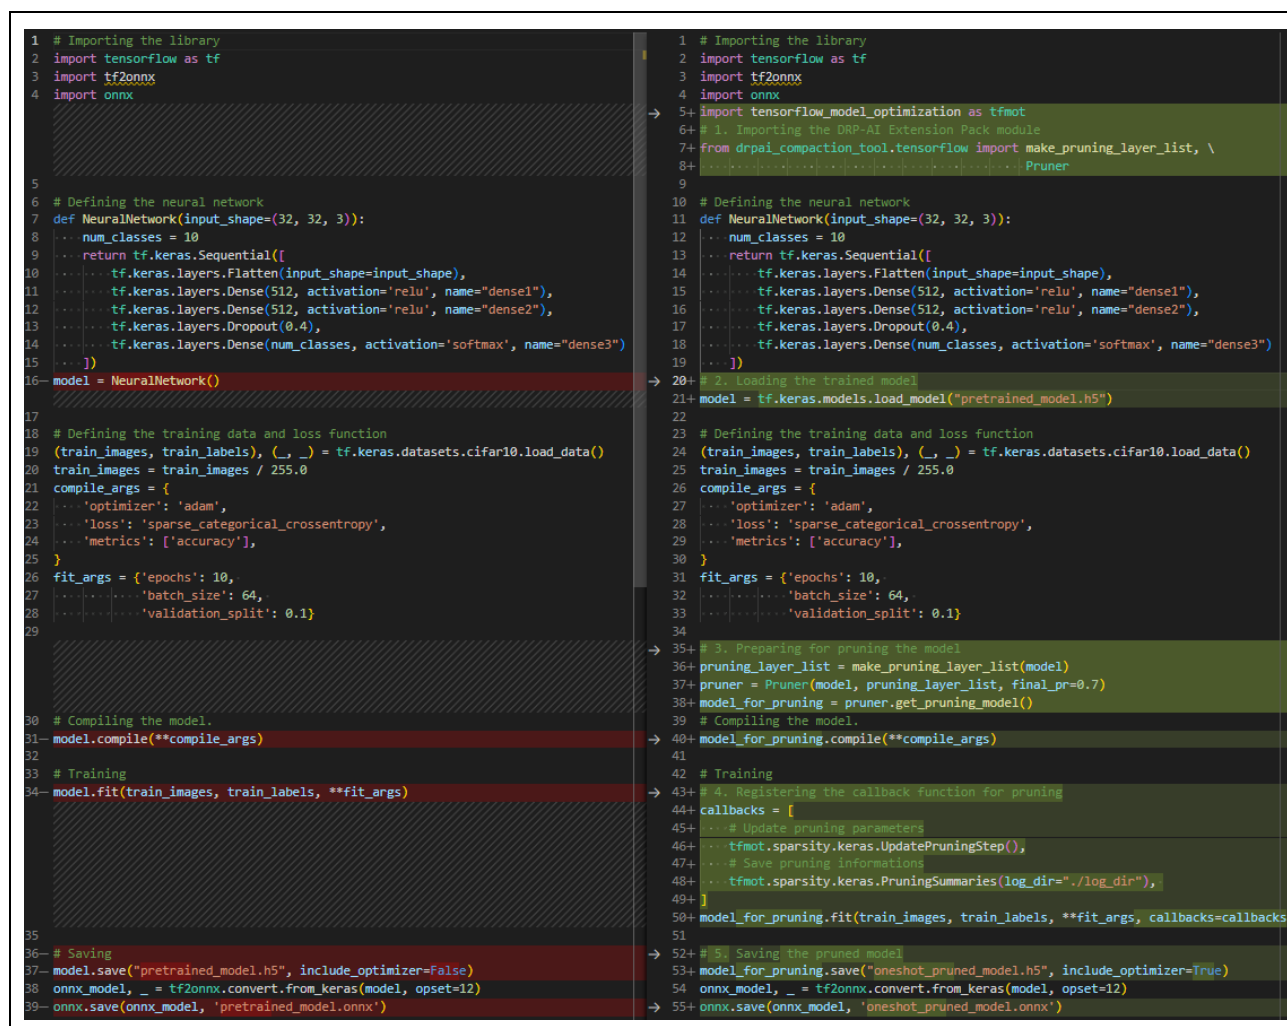 1 # Importing the library
2 import tensorflow as tf
3 import tf2onnx
4 import onnx
5
6 # Defining the neural network
7 def NeuralNetwork(input_shape=(32, 32, 3)):
8 num_classes = 10
9 return tf.keras.Sequential([
10 tf.keras.layers.Flatten(input_shape=input_shape),
11 tf.keras.layers.Dense(512, activation='relu', name="dense1"),
12 tf.keras.layers.Dense(512, activation='relu', name="dense2"),
13 tf.keras.layers.Dropout(0.4),
14 tf.keras.layers.Dense(num_classes, activation='softmax', name="dense3")
15 ])
16— model = NeuralNetwork()
17
18 # Defining the training data and loss function
19 (train_images, train_labels), (_, _) = tf.keras.datasets.cifar10.load_data()
20 train_images = train_images / 255.0
21 compile_args = {
22 'optimizer': 'adam',
23 'loss': 'sparse_categorical_crossentropy',
24 'metrics': ['accuracy'],
25 }
26 fit_args = {'epochs': 10,
27 'batch_size': 64,
28 'validation_split': 0.1}
29
30 # Compiling the model.
31— model.compile(**compile_args)
32
33 # Training
34— model.fit(train_images, train_labels, **fit_args)
35
36— # Saving
37— model.save("pretrained_model.h5", include_optimizer=False)
38 onnx_model, _ = tf2onnx.convert.from_keras(model, opset=12)
39— onnx.save(onnx_model, 'pretrained_model.onnx')
1 # Importing the library
2 import tensorflow as tf
3 import tf2onnx
4 import onnx
→ 5+ import tensorflow_model_optimization as tfmot
6+ # 1. Importing the DRP-AI Extension Pack module
7+ from drpai_compaction_tool.tensorflow import make_pruning_layer_list, \
8+ Pruner
9
10 # Defining the neural network
11 def NeuralNetwork(input_shape=(32, 32, 3)):
12 num_classes = 10
13 return tf.keras.Sequential([
14 tf.keras.layers.Flatten(input_shape=input_shape),
15 tf.keras.layers.Dense(512, activation='relu', name="dense1"),
16 tf.keras.layers.Dense(512, activation='relu', name="dense2"),
17 tf.keras.layers.Dropout(0.4),
18 tf.keras.layers.Dense(num_classes, activation='softmax', name="dense3")
19 ])
→ 20+ # 2. Loading the trained model
21+ model = tf.keras.models.load_model("pretrained_model.h5")
22
23 # Defining the training data and loss function
24 (train_images, train_labels), (_, _) = tf.keras.datasets.cifar10.load_data()
25 train_images = train_images / 255.0
26 compile_args = {
27 'optimizer': 'adam',
28 'loss': 'sparse_categorical_crossentropy',
29 'metrics': ['accuracy'],
30 }
31 fit_args = {'epochs': 10,
32 'batch_size': 64,
33 'validation_split': 0.1}
34
→ 35+ # 3. Preparing for pruning the model
36+ pruning_layer_list = make_pruning_layer_list(model)
37+ pruner = Pruner(model, pruning_layer_list, final_pr=0.7)
38+ model_for_pruning = pruner.get_pruning_model()
39 # Compiling the model.
→ 40+ model_for_pruning.compile(**compile_args)
41
42 # Training
→ 43+ # 4. Registering the callback function for pruning
44+ callbacks = [
45+ # Update pruning parameters
46+ tfmot.sparsity.keras.UpdatePruningStep(),
47+ # Save pruning informations
48+ tfmot.sparsity.keras.PruningSummaries(log_dir="./log_dir"),
49+ ]
50+ model_for_pruning.fit(train_images, train_labels, **fit_args, callbacks=callbacks
51
→ 52+ # 5. Saving the pruned model
53+ model_for_pruning.save("oneshot_pruned_model.h5", include_optimizer=True)
54 onnx_model, _ = tf2onnx.convert.from_keras(model, opset=12)
→ 55+ onnx.save(onnx_model, 'oneshot_pruned_model.onnx')